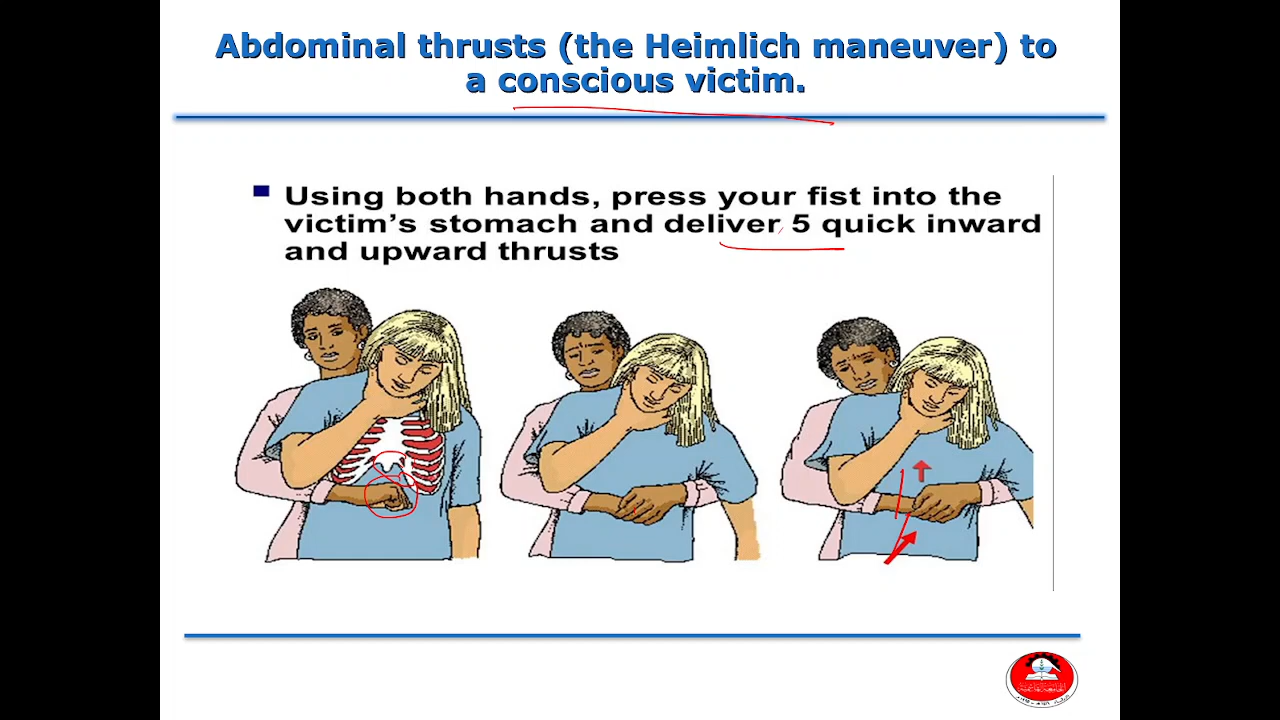 Abdominal thrusts (the Heimlich maneuver) to
a conscious victim.
Using both hands, press your fist into the
victim's stomach and deliver 5 quick inward
and upward thrusts